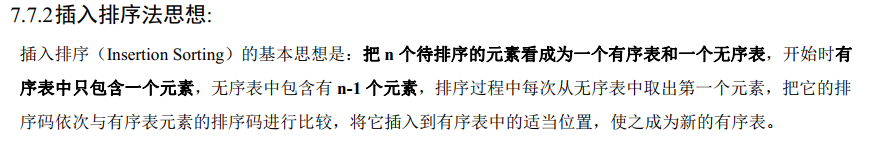 7.7.2插入排序法思想:
插入排序（Insertion Sorting）的基本思想是：把 n 个待排序的元素看成为一个有序表和一个无序表，开始时有
序表中只包含一个元素，无序表中包含有 n-1 个元素，排序过程中每次从无序表中取出第一个元素，把它的排
序码依次与有序表元素的排序码进行比较，将它插入到有序表中的适当位置，使之成为新的有序表。